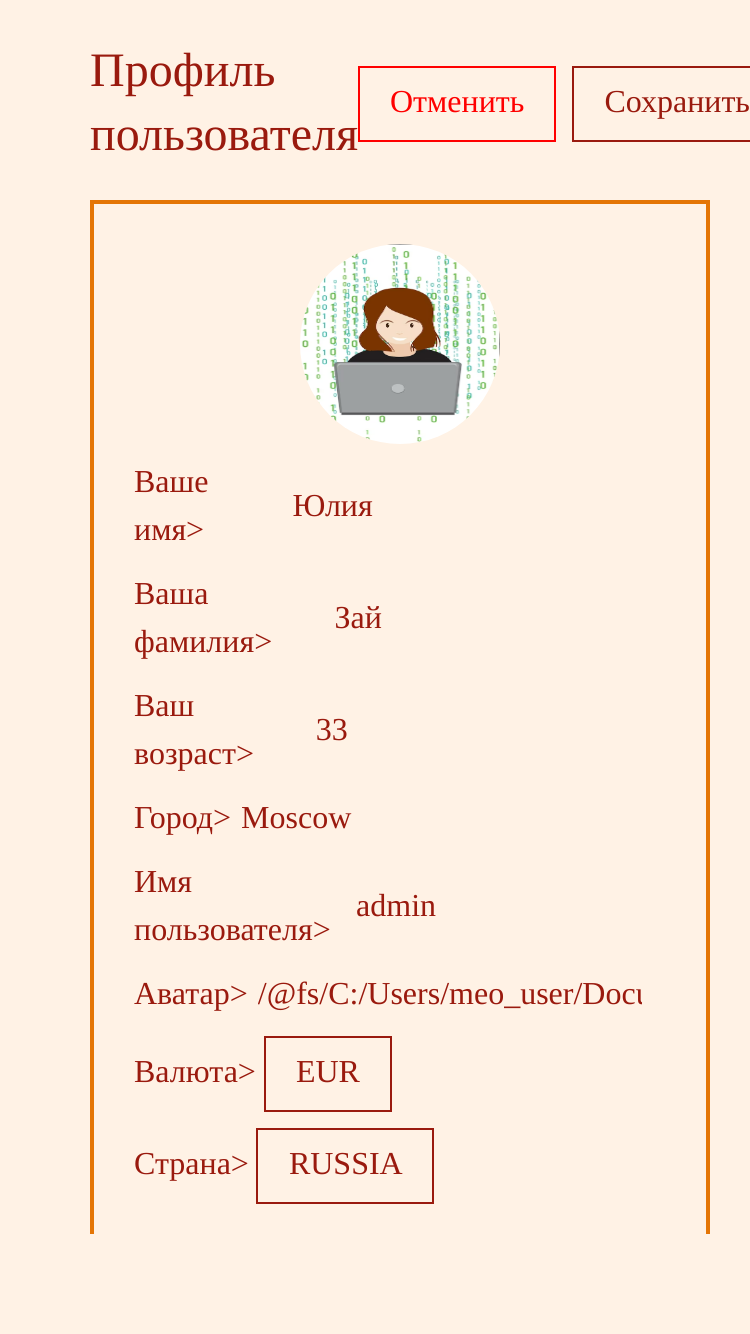 Профиль
пользователя
Отменить
Сохранить
Ваше
имя>
Юлия
Ваша
фамилия>
Зай
Ваш
возраст>
33
Город> Moscow
Имя
пользователя>
admin
Аватар> /@fs/C:/Users/meo_user/Docu
Валюта> EUR
Страна> RUSSIA